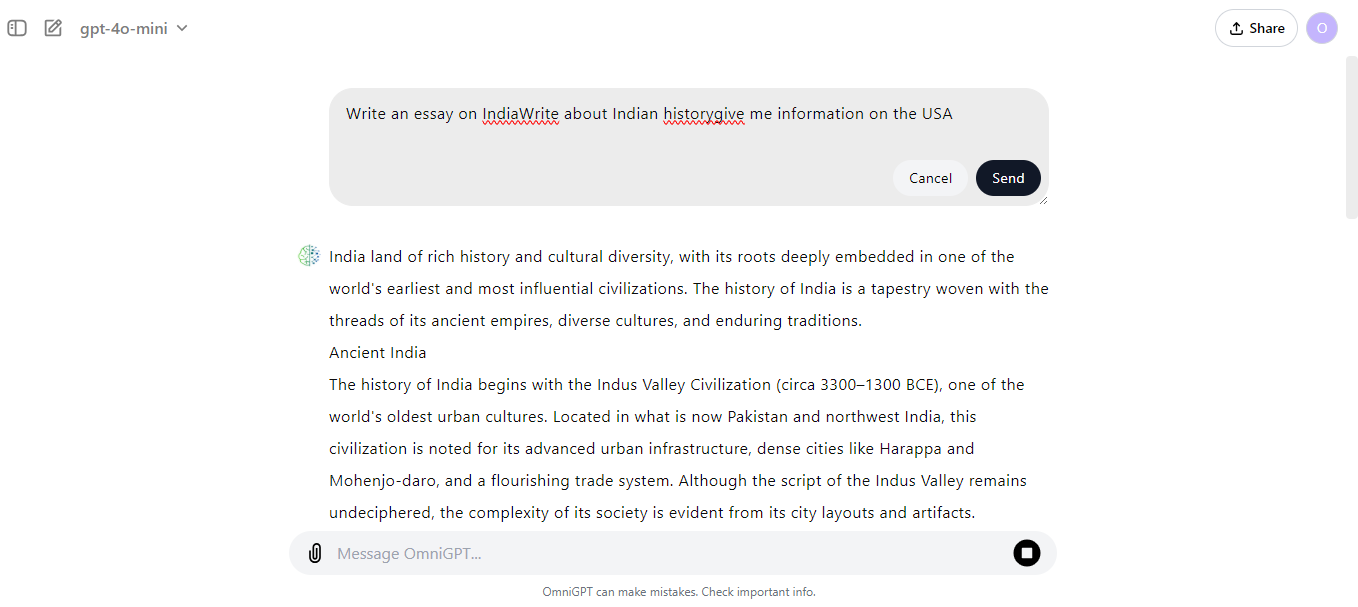 gpt-4o-mini
Share
O
Write an essay on IndiaWrite about Indian historygive me information on the USA
Cancel
Send
India land of rich history and cultural diversity, with its roots deeply embedded in one of the
world's earliest and most influential civilizations. The history of India is a tapestry woven with the
threads of its ancient empires, diverse cultures, and enduring traditions.
Ancient India
The history of India begins with the Indus Valley Civilization (circa 3300–1300 BCE), one of the
world's oldest urban cultures. Located in what is now Pakistan and northwest India, this
civilization is noted for its advanced urban infrastructure, dense cities like Harappa and
Mohenjo-daro, and a flourishing trade system. Although the script of the Indus Valley remains
undeciphered, the complexity of its society is evident from its city layouts and artifacts.
Message OmniGPT...
OmniGPT can make mistakes. Check important info.